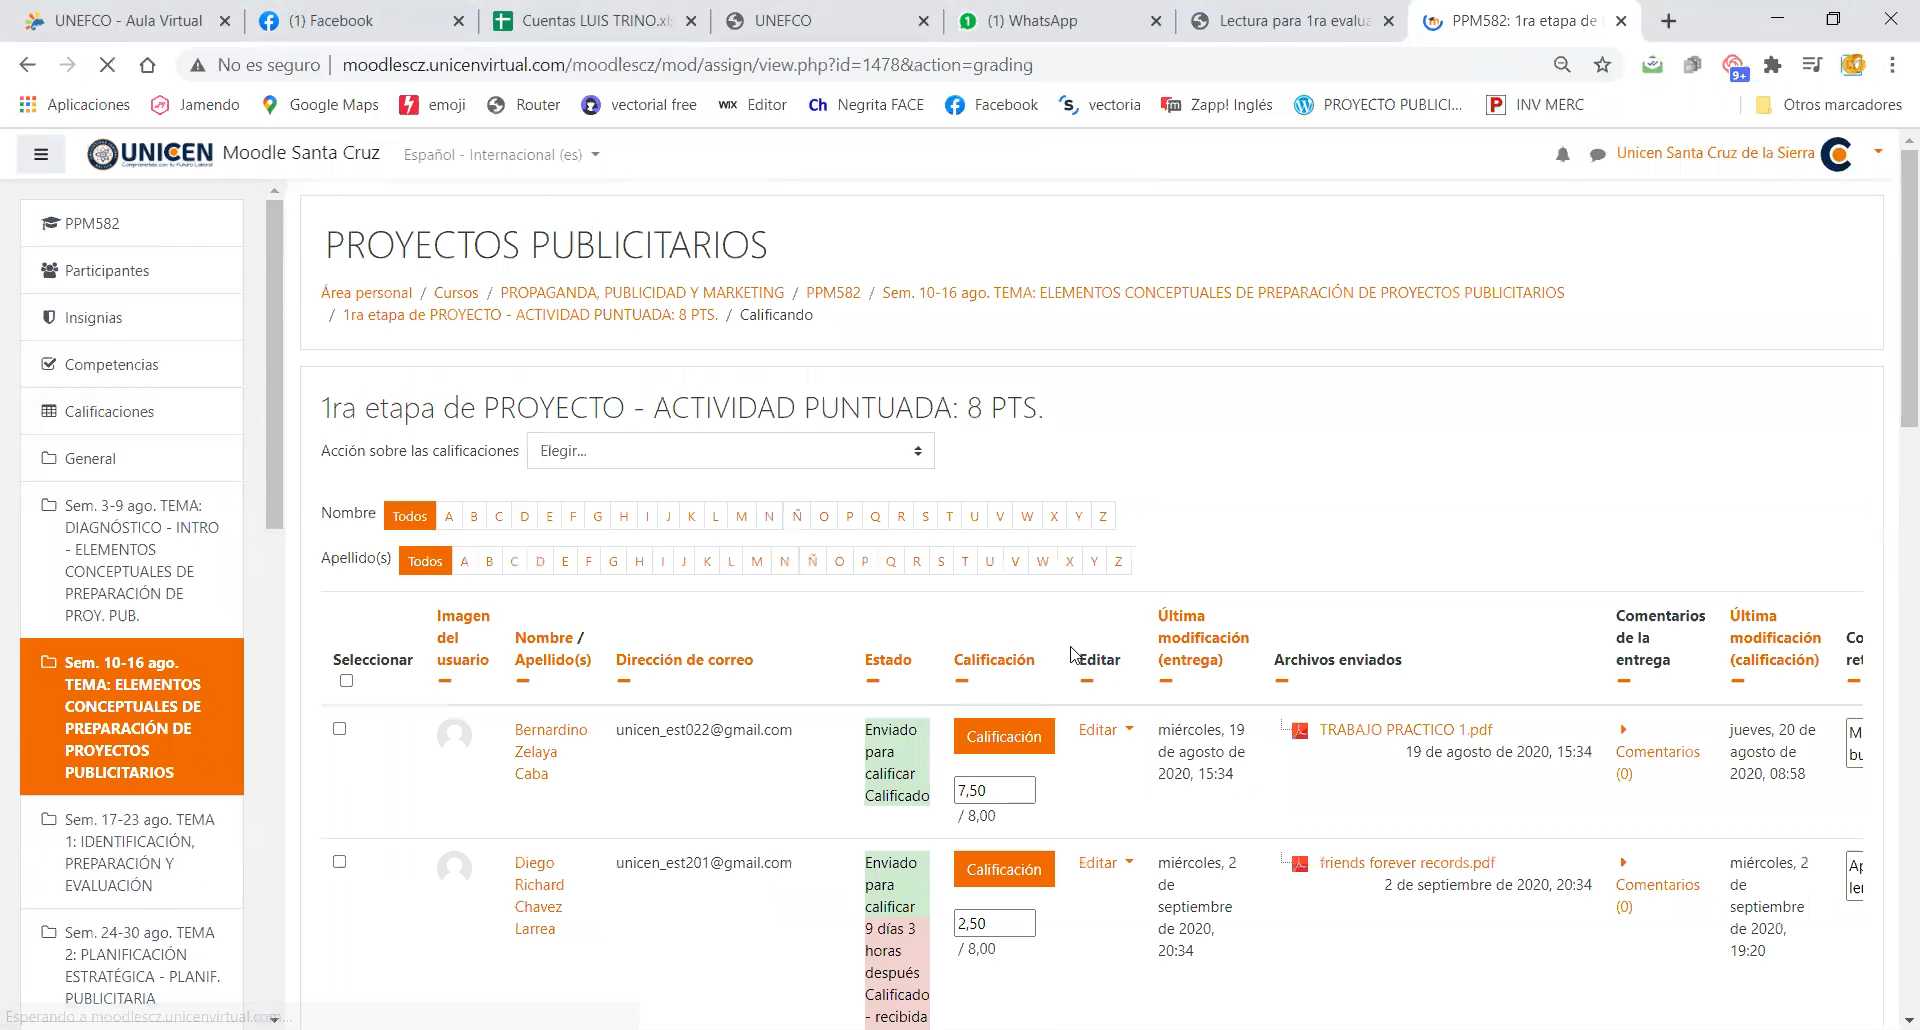 UNEFCO - Aula Virtual
(1) Facebook
Cuentas LUIS TRINO.xls
UNEFCO
(1) WhatsApp
Lectura para 1ra evalua
PPM582: 1ra etapa de
No es seguro
moodlescz.unicenvirtual.com/moodlescz/mod/assign/view.php?id=1478&action=grading
9+
Aplicaciones
Jamendo
Google Maps
emoji
Router
vectorial free
WIX Editor
Ch Negrita FACE
Facebook
vectoria
Zapp! Inglés
PROYECTO PUBLICI...
INV MERC
Otros marcadores
UNICEN
Moodle Santa Cruz
Español - Internacional (es)
Unicen Santa Cruz de la Sierra
PPM582
Participantes
Insignias
Competencias
Calificaciones
General
Sem. 3-9 ago. TEMA:
DIAGNÓSTICO - INTRO
- ELEMENTOS
CONCEPTUALES DE
PREPARACIÓN DE
PROY. PUB.
Sem. 10-16 ago.
TEMA: ELEMENTOS
CONCEPTUALES DE
PREPARACIÓN DE
PROYECTOS
PUBLICITARIOS
Sem. 17-23 ago. TEMA
1: IDENTIFICACIÓN,
PREPARACIÓN Y
EVALUACIÓN
Sem. 24-30 ago. TEMA
2: PLANIFICACIÓN
ESTRATÉGICA - PLANIF.
PUBLICITARIA
Esperando a moodlescz.unicenvirtual.com...
PROYECTOS PUBLICITARIOS
Área personal / Cursos / PROPAGANDA, PUBLICIDAD Y MARKETING / PPM582 / Sem. 10-16 ago. TEMA: ELEMENTOS CONCEPTUALES DE PREPARACIÓN DE PROYECTOS PUBLICITARIOS
/ 1ra etapa de PROYECTO - ACTIVIDAD PUNTUADA: 8 PTS. / Calificando
1ra etapa de PROYECTO - ACTIVIDAD PUNTUADA: 8 PTS.
Acción sobre las calificaciones Elegir...
Nombre Todos A B C D E F G H I J K L M N Ñ O P Q R S T U V W X Y Z
Apellido(s) Todos A B C D E F G H I J K L M N Ñ O P Q R S T U V W X Y Z
Seleccionar
Imagen
del
usuario
Nombre /
Apellido(s)
Dirección de correo
Estado
Calificación
Editar
Última
modificación
(entrega)
Archivos enviados
Comentarios
de la
entrega
Última
modificación
(calificación)
Co
ret
Bernardino
Zelaya
Caba
unicen_est022@gmail.com
Enviado
para
calificar
Calificado
Calificación
7,50
/ 8,00
Editar
miércoles, 19
de agosto de
2020, 15:34
TRABAJO PRACTICO 1.pdf
19 de agosto de 2020, 15:34
Comentarios
(0)
jueves, 20 de
agosto de
2020, 08:58
M
bu
Diego
Richard
Chavez
Larrea
unicen_est201@gmail.com
Enviado
para
calificar
9 días 3
horas
después
Calificado
- recibida
Calificación
2,50
/ 8,00
Editar
miércoles, 2
de
septiembre
de 2020,
20:34
friends forever records.pdf
2 de septiembre de 2020, 20:34
Comentarios
(0)
miércoles, 2
de
septiembre
de 2020,
19:20
Ap
ler